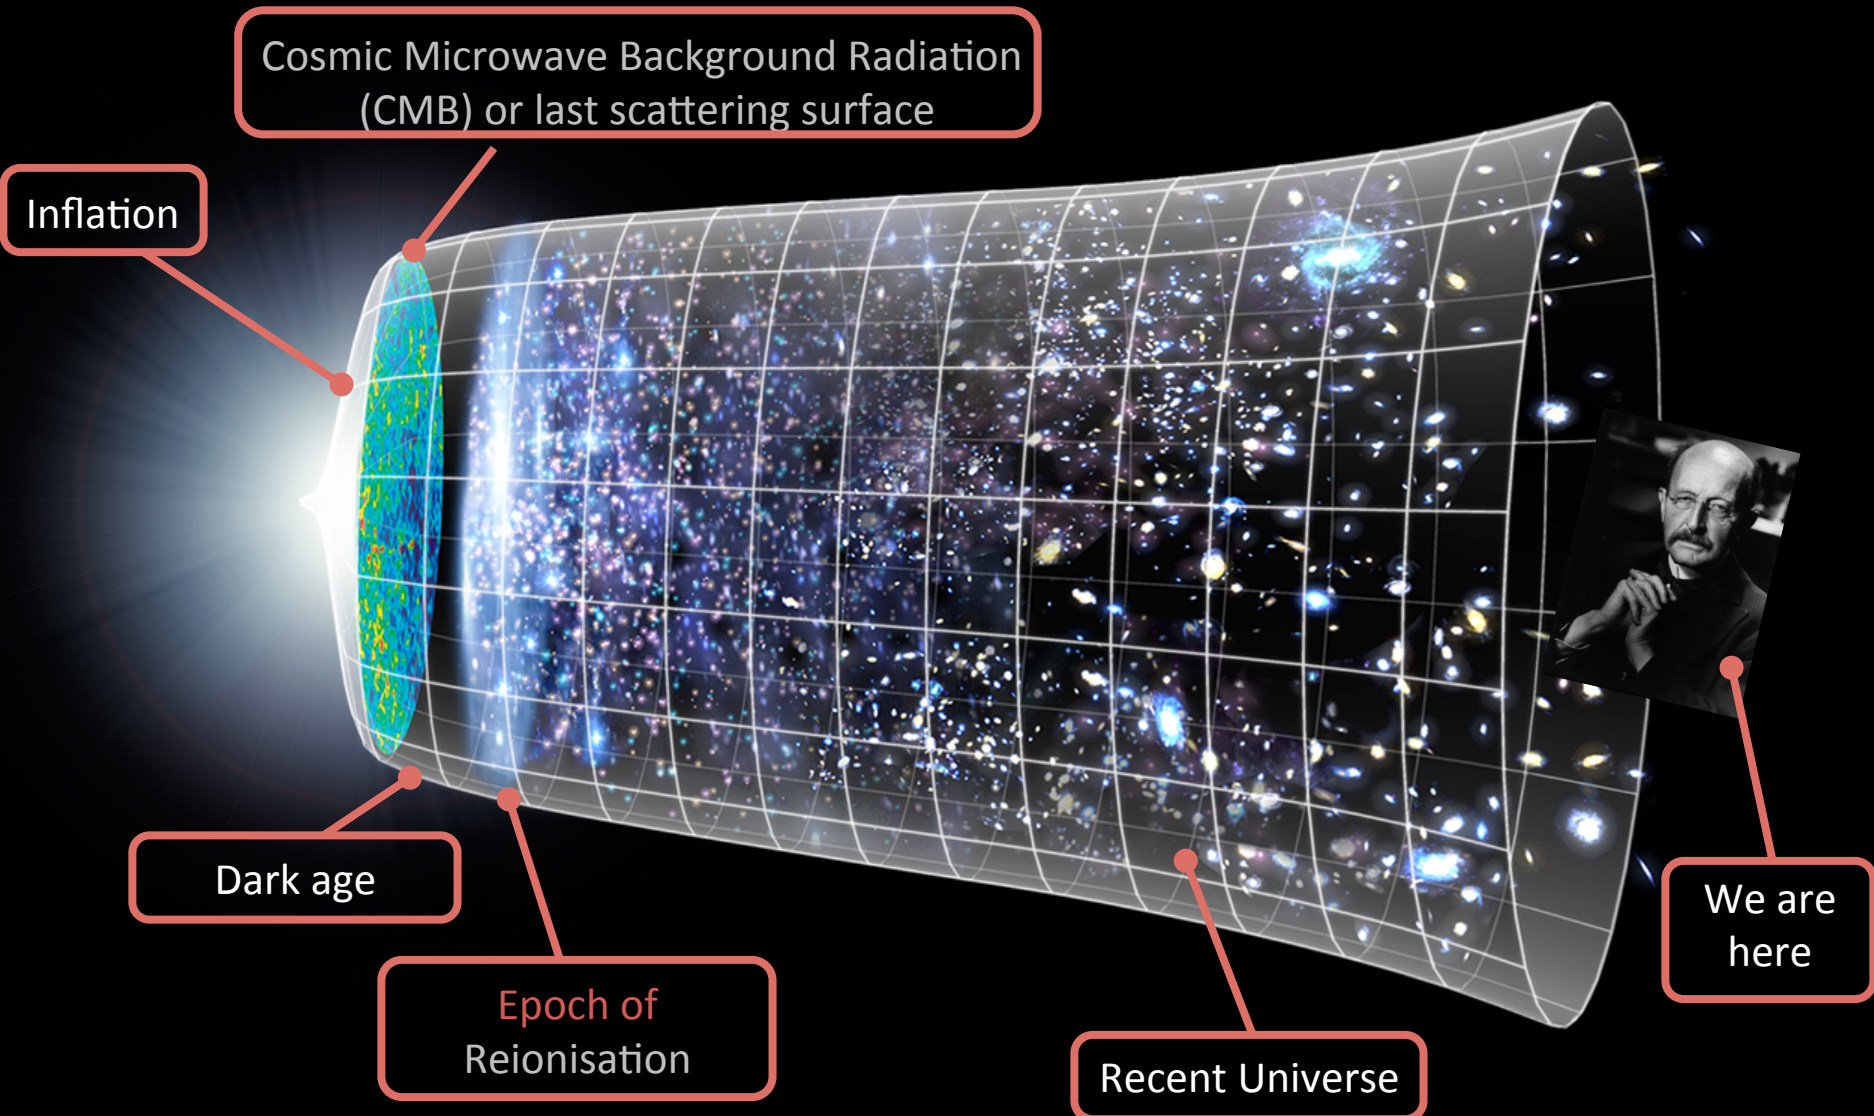 Cosmic Microwave Background Radiation
(CMB) or last scattering surface
Inflation
Dark age
Epoch of
Reionisation
Recent Universe
We are
here